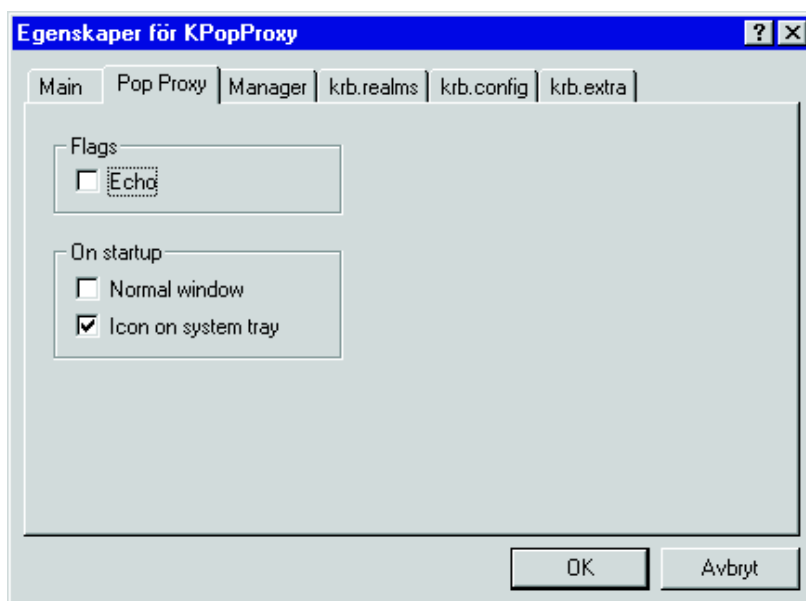 Egenskaper för KPopProxy
Main Pop Proxy Manager krb.realms krb.config krb.extra
Flags
Echo
On startup
Normal window
Icon on system tray
OK Avbryt